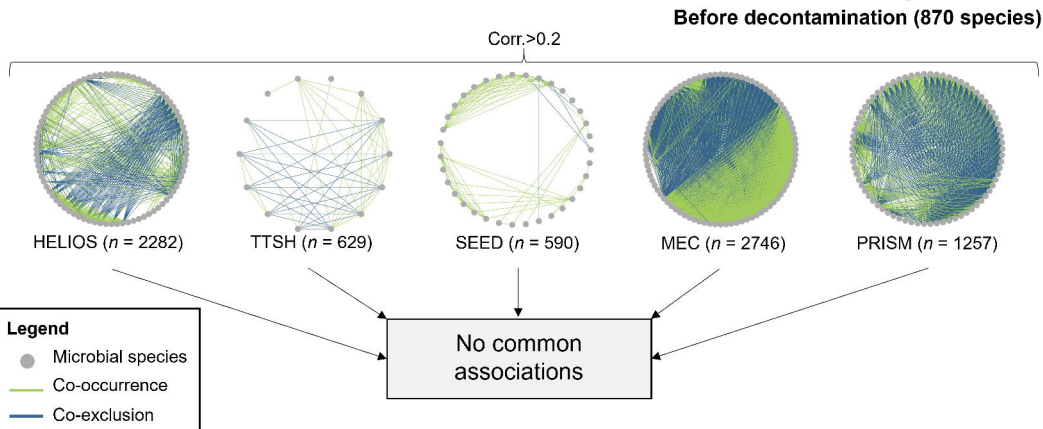 Before decontamination (870 species)
Corr.>0.2
HELIOS (n = 2282)
TTSH (n = 629)
SEED (n = 590)
MEC (n = 2746)
PRISM (n = 1257)
No common
associations
Legend
Microbial species
Co-occurrence
Co-exclusion